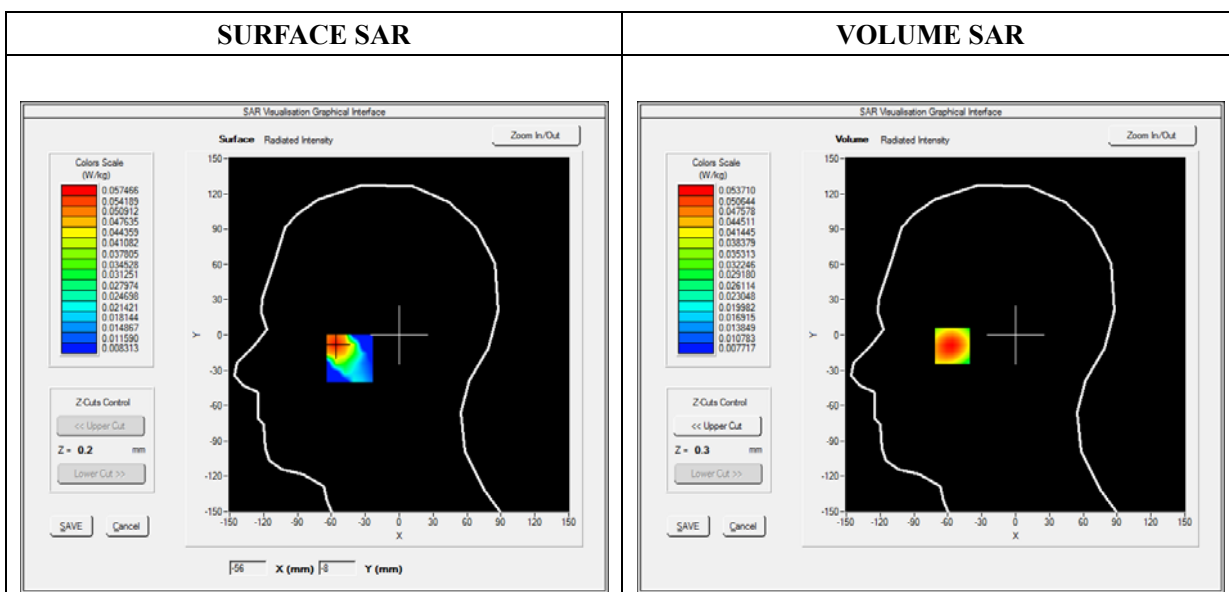 SURFACE SAR
VOLUME SAR
SAR Visualisation Graphical Interface
Surface Radiated Intensity
Zoom In/Out
Colors Scale
(W/kg)
0.057466
0.054189
0.050912
0.047635
0.044359
0.041082
0.037805
0.034528
0.031251
0.027974
0.024698
0.021421
0.018144
0.014867
0.011590
0.008313
Z-Cuts Control
<< Upper Cut
Z = 0.2 mm
Lower Cut >>
SAVE Cancel
150
120
90
60
30
0
-30
-60
-90
-120
-150
Y
-150 -120 -90 -60 -30 0 30 60 90 120 150
X
-56 X (mm) -8 Y (mm)
SAR Visualisation Graphical Interface
Volume Radiated Intensity
Zoom In/Out
Colors Scale
(W/kg)
0.053710
0.050644
0.047578
0.044511
0.041445
0.038379
0.035313
0.032246
0.029180
0.026114
0.023048
0.019982
0.016915
0.013849
0.010783
0.007717
Z-Cuts Control
<< Upper Cut
Z = 0.3 mm
Lower Cut >>
SAVE Cancel
150
120
90
60
30
0
-30
-60
-90
-120
-150
Y
-150 -120 -90 -60 -30 0 30 60 90 120 150
X